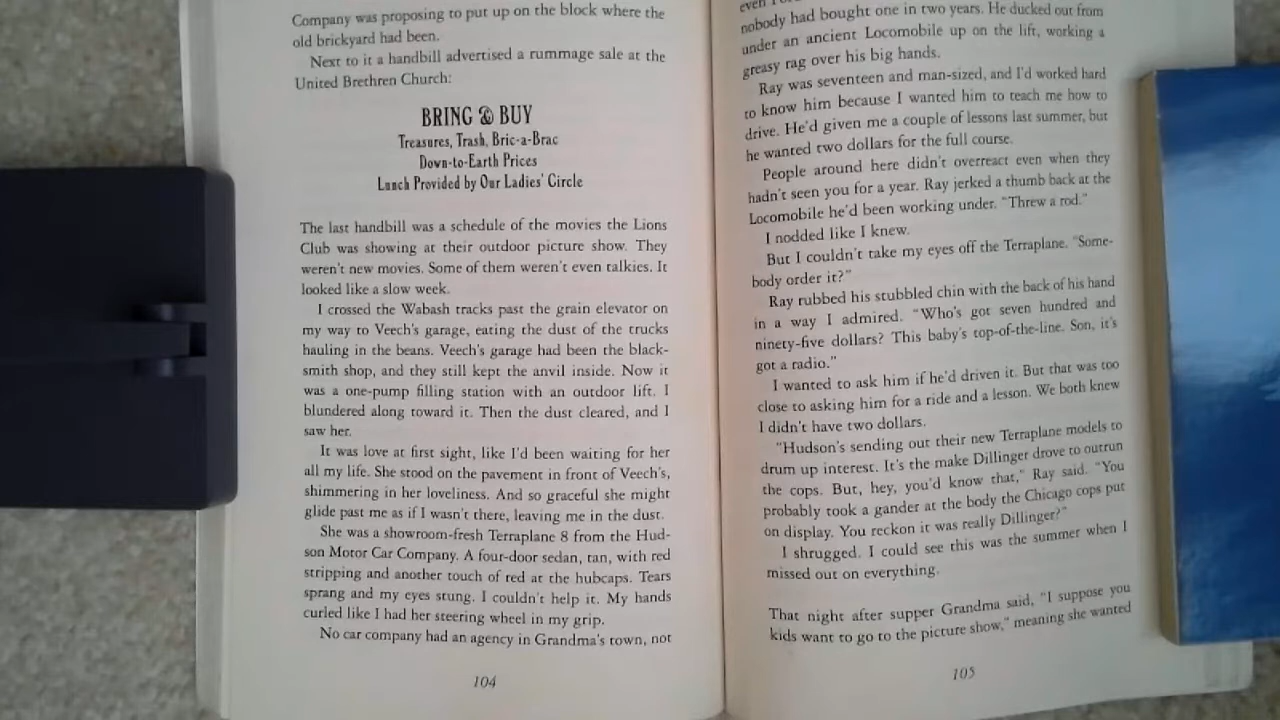 Company was proposing to put up on the block where the
old brickyard had been.
Next to it a handbill advertised a rummage sale at the
United Brethren Church:
BRING & BUY
Treasures, Trash, Bric-a-Brac
Down-to-Earth Prices
Lunch Provided by Our Ladies' Circle
The last handbill was a schedule of the movies the Lions
Club was showing at their outdoor picture show. They
weren't new movies. Some of them weren't even talkies. It
looked like a slow week.
I crossed the Wabash tracks past the grain elevator on
my way to Veech's garage, eating the dust of the trucks
hauling in the beans. Veech's garage had been the black-
smith shop, and they still kept the anvil inside. Now it
was a one-pump filling station with an outdoor lift. I
blundered along toward it. Then the dust cleared, and I
saw her.
It was love at first sight, like I'd been waiting for her
all my life. She stood on the pavement in front of Veech's,
shimmering in her loveliness. And so graceful she might
glide past me as if I wasn't there, leaving me in the dust.
She was a showroom-fresh Terraplane 8 from the Hud-
son Motor Car Company. A four-door sedan, tan, with red
stripping and another touch of red at the hubcaps. Tears
sprang and my eyes stung. I couldn't help it. My hands
curled like I had her steering wheel in my grip.
No car company had an agency in Grandma's town, not
104
even
nobody had bought one in two years. He ducked out from
under an ancient Locomobile up on the lift, working a
greasy rag over his big hands.
Ray was seventeen and man-sized, and I'd worked hard
to know him because I wanted him to teach me how to
drive. He'd given me a couple of lessons last summer, but
he wanted two dollars for the full course.
People around here didn't overreact even when they
hadn't seen you for a year. Ray jerked a thumb back at the
Locomobile he'd been working under. "Threw a rod."
I nodded like I knew.
But I couldn't take my eyes off the Terraplane. "Some-
body order it?"
Ray rubbed his stubbled chin with the back of his hand
in a way I admired. "Who's got seven hundred and
ninety-five dollars? This baby's top-of-the-line. Son, it's
got a radio."
I wanted to ask him if he'd driven it. But that was too
close to asking him for a ride and a lesson. We both knew
I didn't have two dollars.
"Hudson's sending out their new Terraplane models to
drum up interest. It's the make Dillinger drove to outrun
the cops. But, hey, you'd know that," Ray said. "You
probably took a gander at the body the Chicago cops put
on display. You reckon it was really Dillinger?"
I shrugged. I could see this was the summer when I
missed out on everything.
That night after supper Grandma said, "I suppose you
kids want to go to the picture show," meaning she wanted
105